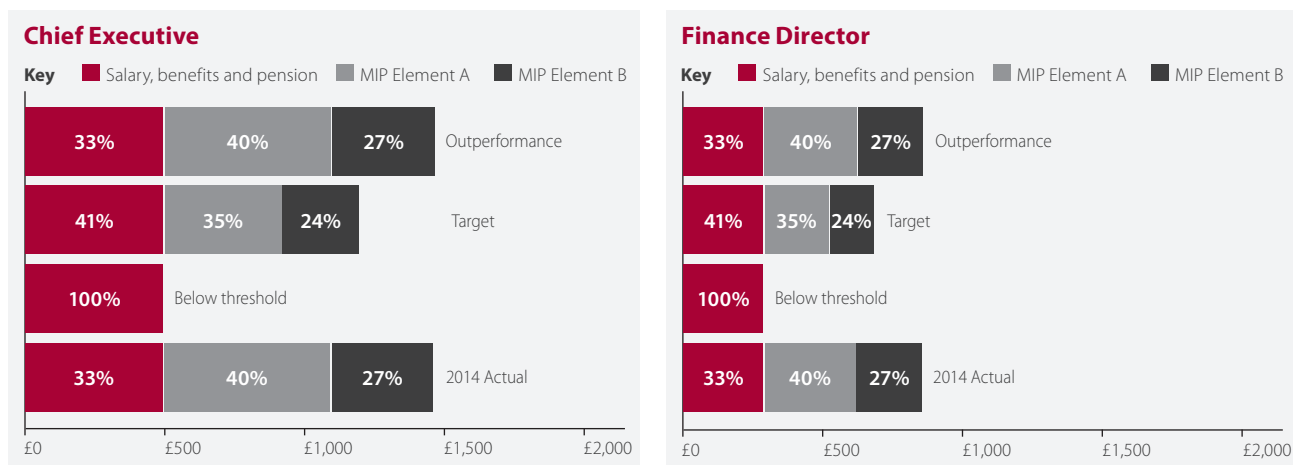 Chief Executive
Key Salary, benefits and pension MIP Element A MIP Element B
33% 40% 27% Outperformance
41% 35% 24% Target
100% Below threshold
33% 40% 27% 2014 Actual
£0 £500 £1,000 £1,500 £2,000
Finance Director
Key Salary, benefits and pension MIP Element A MIP Element B
33% 40% 27% Outperformance
41% 35% 24% Target
100% Below threshold
33% 40% 27% 2014 Actual
£0 £500 £1,000 £1,500 £2,000